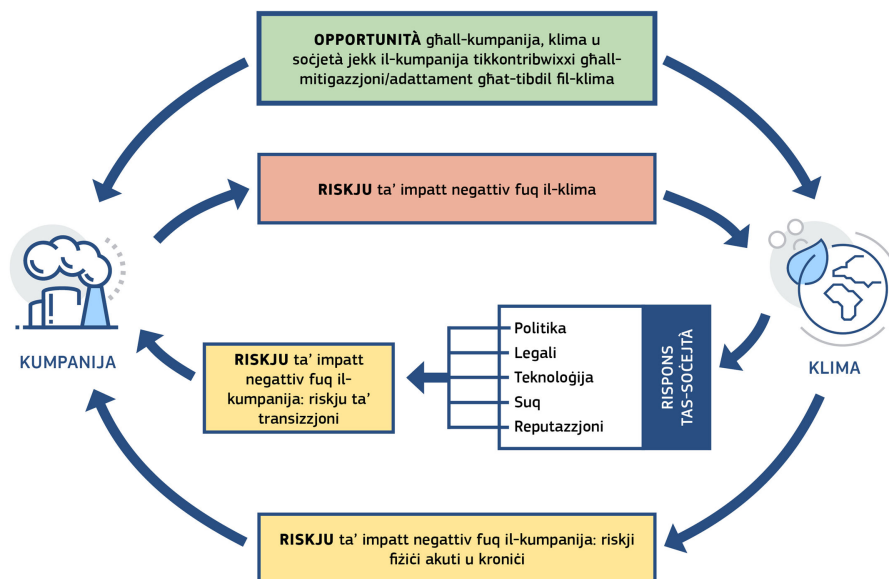 OPPORTUNITÀ għall-kumpanija, klima u
soċjetà jekk il-kumpanija tikkontribwixxi għall-
mitigazzjoni/adattament għat-tibdil fil-klima
RISKJU ta’ impatt negattiv fuq il-klima
KUMPANIJA
RISKJU ta’ impatt
negattiv fuq il-
kumpanija: riskju ta’
transizzjoni
Politika
Legali
Teknoloġija
Suq
Reputazzjoni
RISPONS
TAS-SOĊEJTÀ
KLIMA
RISKJU ta’ impatt negattiv fuq il-kumpanija: riskji
fiżiċi akuti u kroniċi